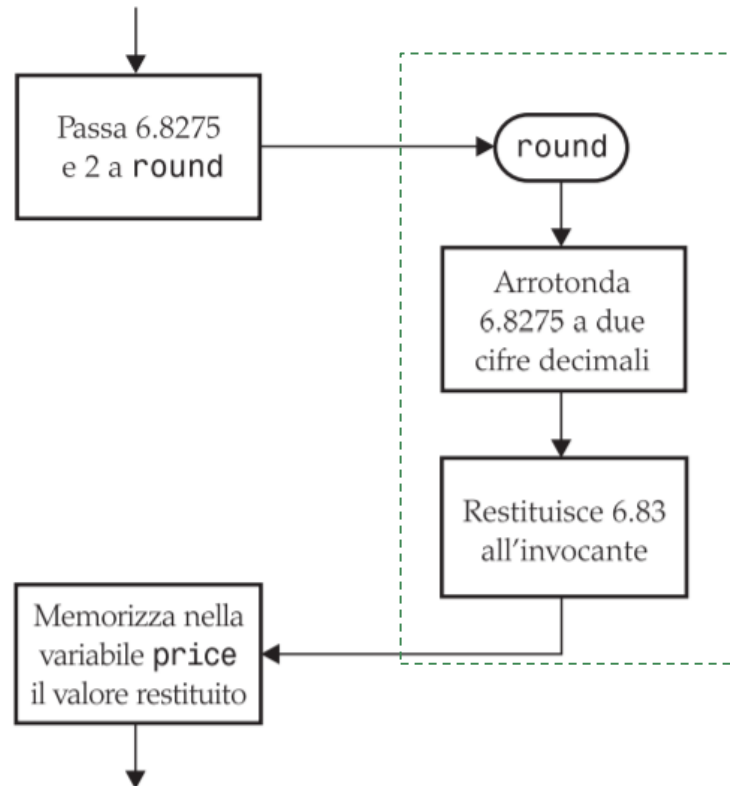 Passa 6.8275
e 2 a round
round
Arrotonda
6.8275 a due
cifre decimali
Restituisce 6.83
all'invocante
Memorizza nella
variabile price
il valore restituito